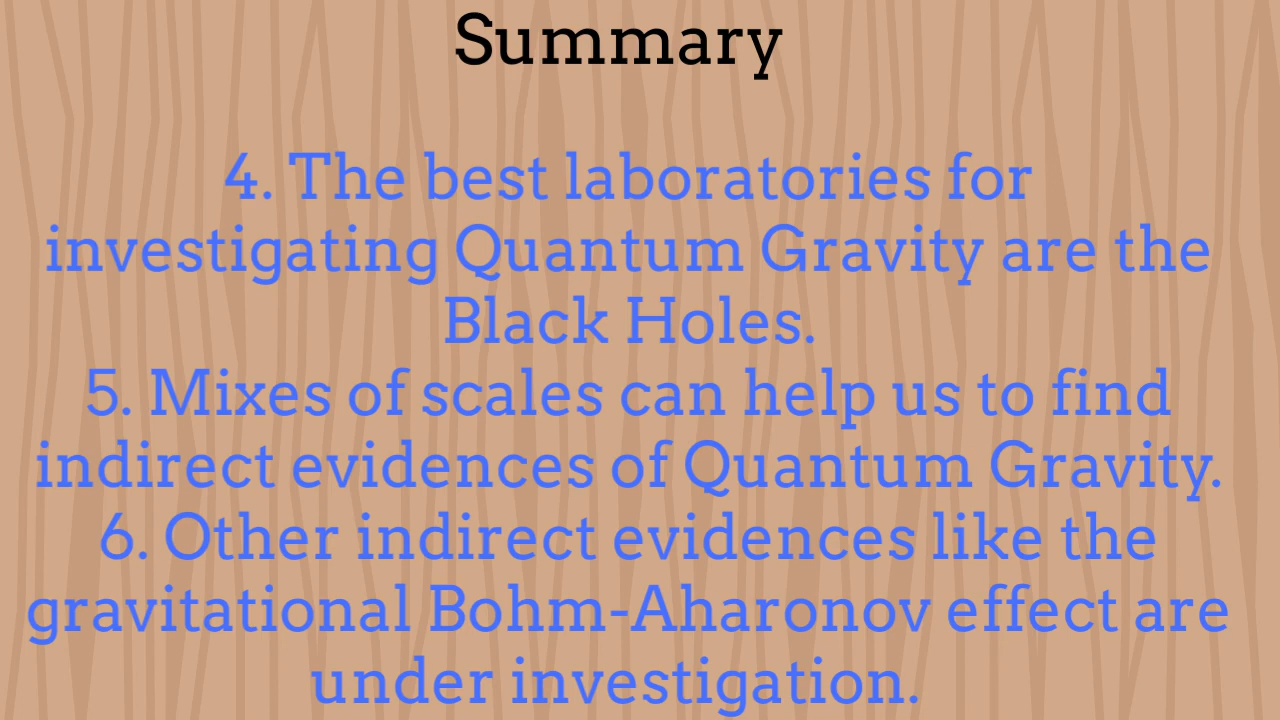 Summary
4. The best laboratories for
investigating Quantum Gravity are the
Black Holes.
5. Mixes of scales can help us to find
indirect evidences of Quantum Gravity.
6. Other indirect evidences like the
gravitational Bohm-Aharonov effect are
under investigation.